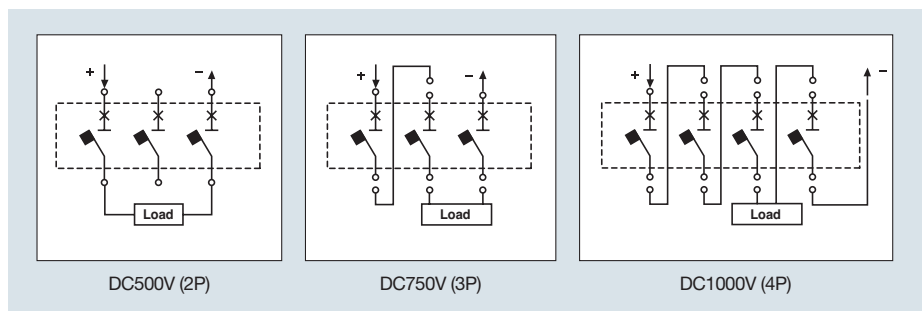 + −
Load
DC500V (2P)
+ −
Load
DC750V (3P)
+ −
Load
DC1000V (4P)